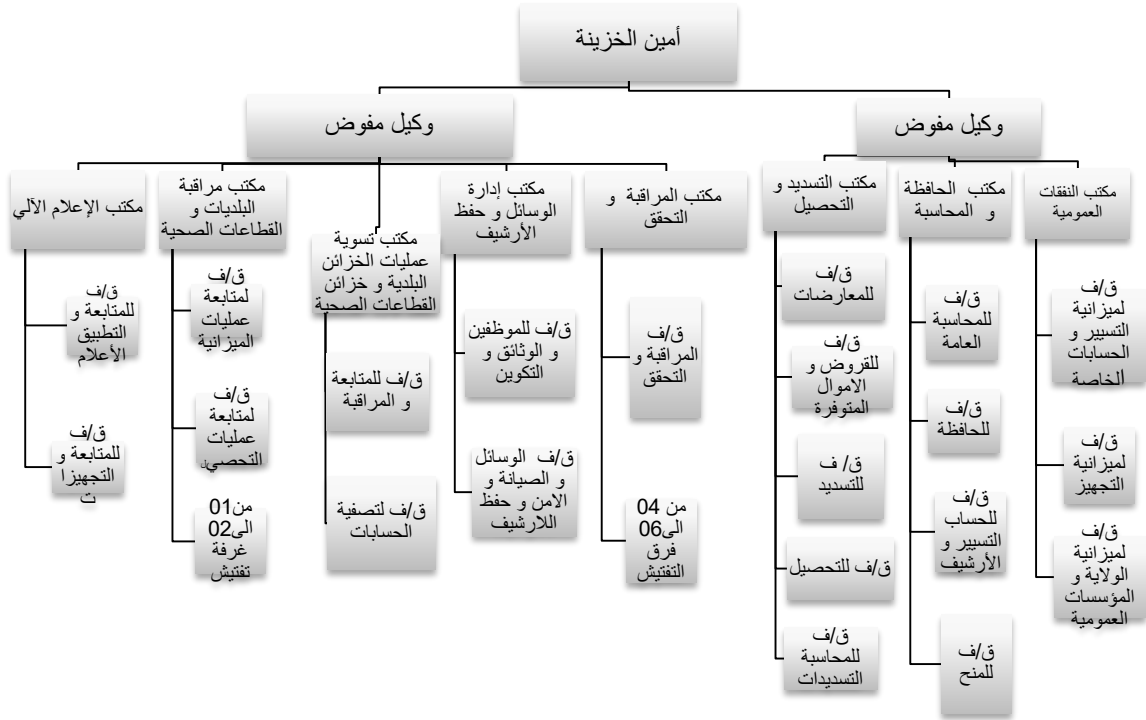 أمين الخزينة
وكيل مفوض
وكيل مفوض
مكتب النفقات
العمومية
ق/ف
لميزانية
التسيير و
الحسابات
الخاصة
ق/ف
لميزانية
التجهيز
ق/ف
لميزانية
الولاية و
المؤسسات
العمومية
مكتب الحافظة
و المحاسبة
ق/ف
للمحاسبة
العامة
ق/ف
للحافظة
ق/ف
للحساب
التسيير و
الأرشيف
ق/ف
للمنح
مكتب التسديد و
التحصيل
ق/ف
للمعارضات
ق/ف
للقروض و
الاموال
المتوفرة
ق/ ف
للتسديد
ق/ف للتحصيل
ق/ف
للمحاسبة
التسديدات
مكتب المراقبة و
التحقق
ق/ف
المراقبة و
التحقق
من 04
الى06
فرق
التفتيش
مكتب إدارة
الوسائل و حفظ
الأرشيف
ق/ف للموظفين
و الوثائق و
التكوين
ق/ف الوسائل
و الصيانة و
الامن و حفظ
اللارشيف
مكتب تسوية
عمليات الخزائن
البلدية و خزائن
القطاعات الصحية
ق/ف للمتابعة
و المراقبة
ق/ف لتصفية
الحسابات
مكتب مراقبة
البلديات و
القطاعات الصحية
ق/ف
لمتابعة
عمليات
الميزانية
ق/ف
لمتابعة
عمليات
التحصيل
من01
الى02
غرفة
تفتيش
مكتب الإعلام الآلي
ق/ف
للمتابعة و
التطبيق
الأعلام
ق/ف
للمتابعة و
التجهيزا
ت